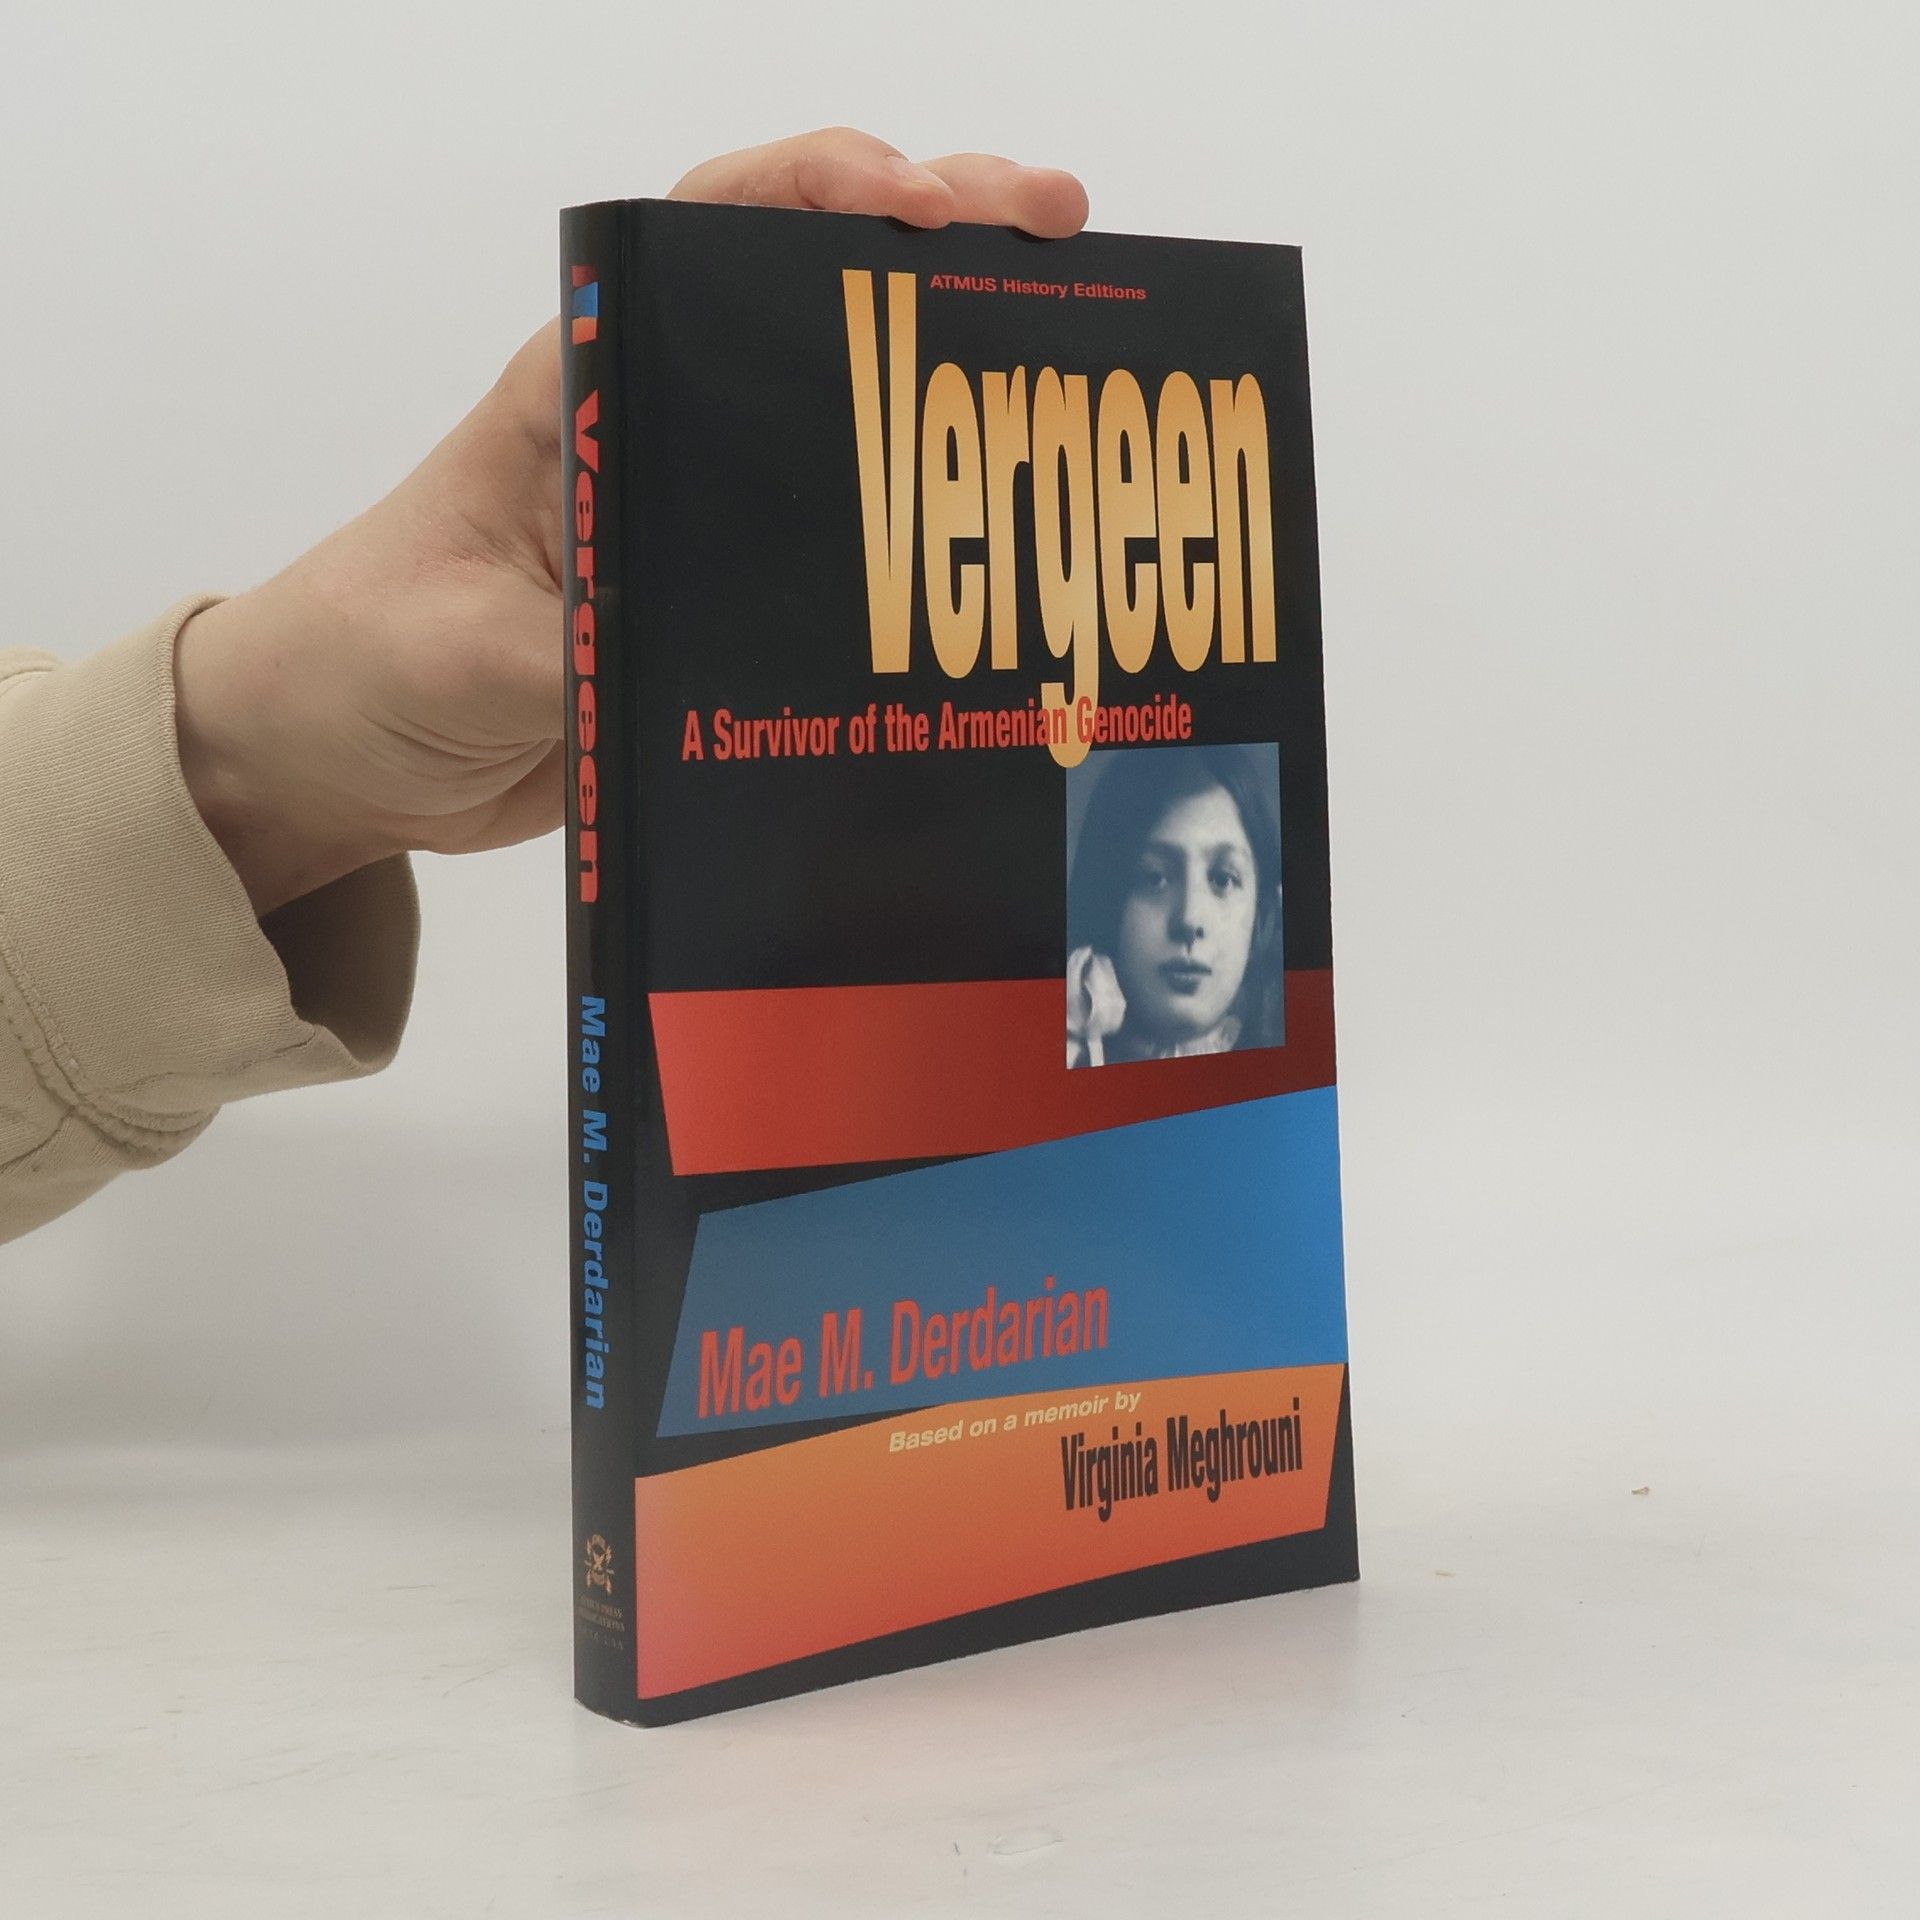 ATMUS History Editions
Vergeen
A Survivor of the Armenian Genocide
Mae M. Derdarian
Based on a memoir by
Virginia Meghrouni
Vergeen
Mae M. Derdarian